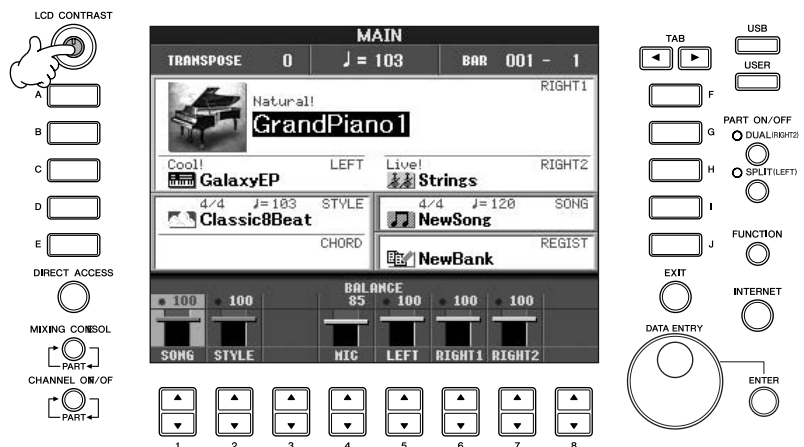 LCD CONTRAST
A
B
C
D
E
DIRECT ACCESS
MIXING CONSOL
PART
CHANNEL ON/OF
PART
MAIN
TRANSPOSE 0
♩= 103
BAR 001 - 1
RIGHT1
Natural!
GrandPiano1
Cool! LEFT
GalaxyEP
Live! RIGHT2
Strings
4/4 ♩=103 STYLE
Classic8Beat
4/4 ♩=120 SONG
NewSong
CHORD
REGIST
NewBank
BALANCE
100 100 85 100 100 100
SONG STYLE MIC LEFT RIGHT1 RIGHT2
1 2 3 4 5 6 7 8
TAB
F
G
H
I
J
EXIT
DATA ENTRY
USB
USER
PART ON/OFF
DUAL(RIGHT2)
SPLIT(LEFT)
FUNCTION
INTERNET
ENTER